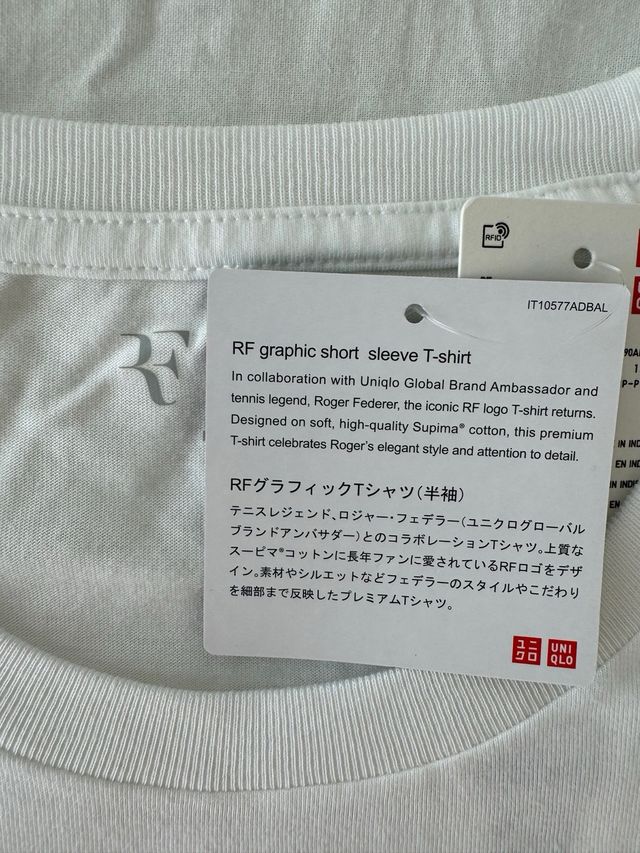 RFID
IT10577ADBAL
RF graphic short sleeve T-shirt
In collaboration with Uniqlo Global Brand Ambassador and
tennis legend, Roger Federer, the iconic RF logo T-shirt returns.
Designed on soft, high-quality Supima® cotton, this premium
T-shirt celebrates Roger's elegant style and attention to detail.
RFグラフィックTシャツ(半袖)
テニスレジェンド、ロジャー・フェデラー(ユニクログローバル
ブランドアンバサダー)とのコラボレーションTシャツ。上質な
スーピマ®コットンに長年ファンに愛されているRFロゴをデザ
イン。素材やシルエットなどフェデラーのスタイルやこだわり
を細部まで反映したプレミアムTシャツ。
ユニクロ UNIQLO
RF